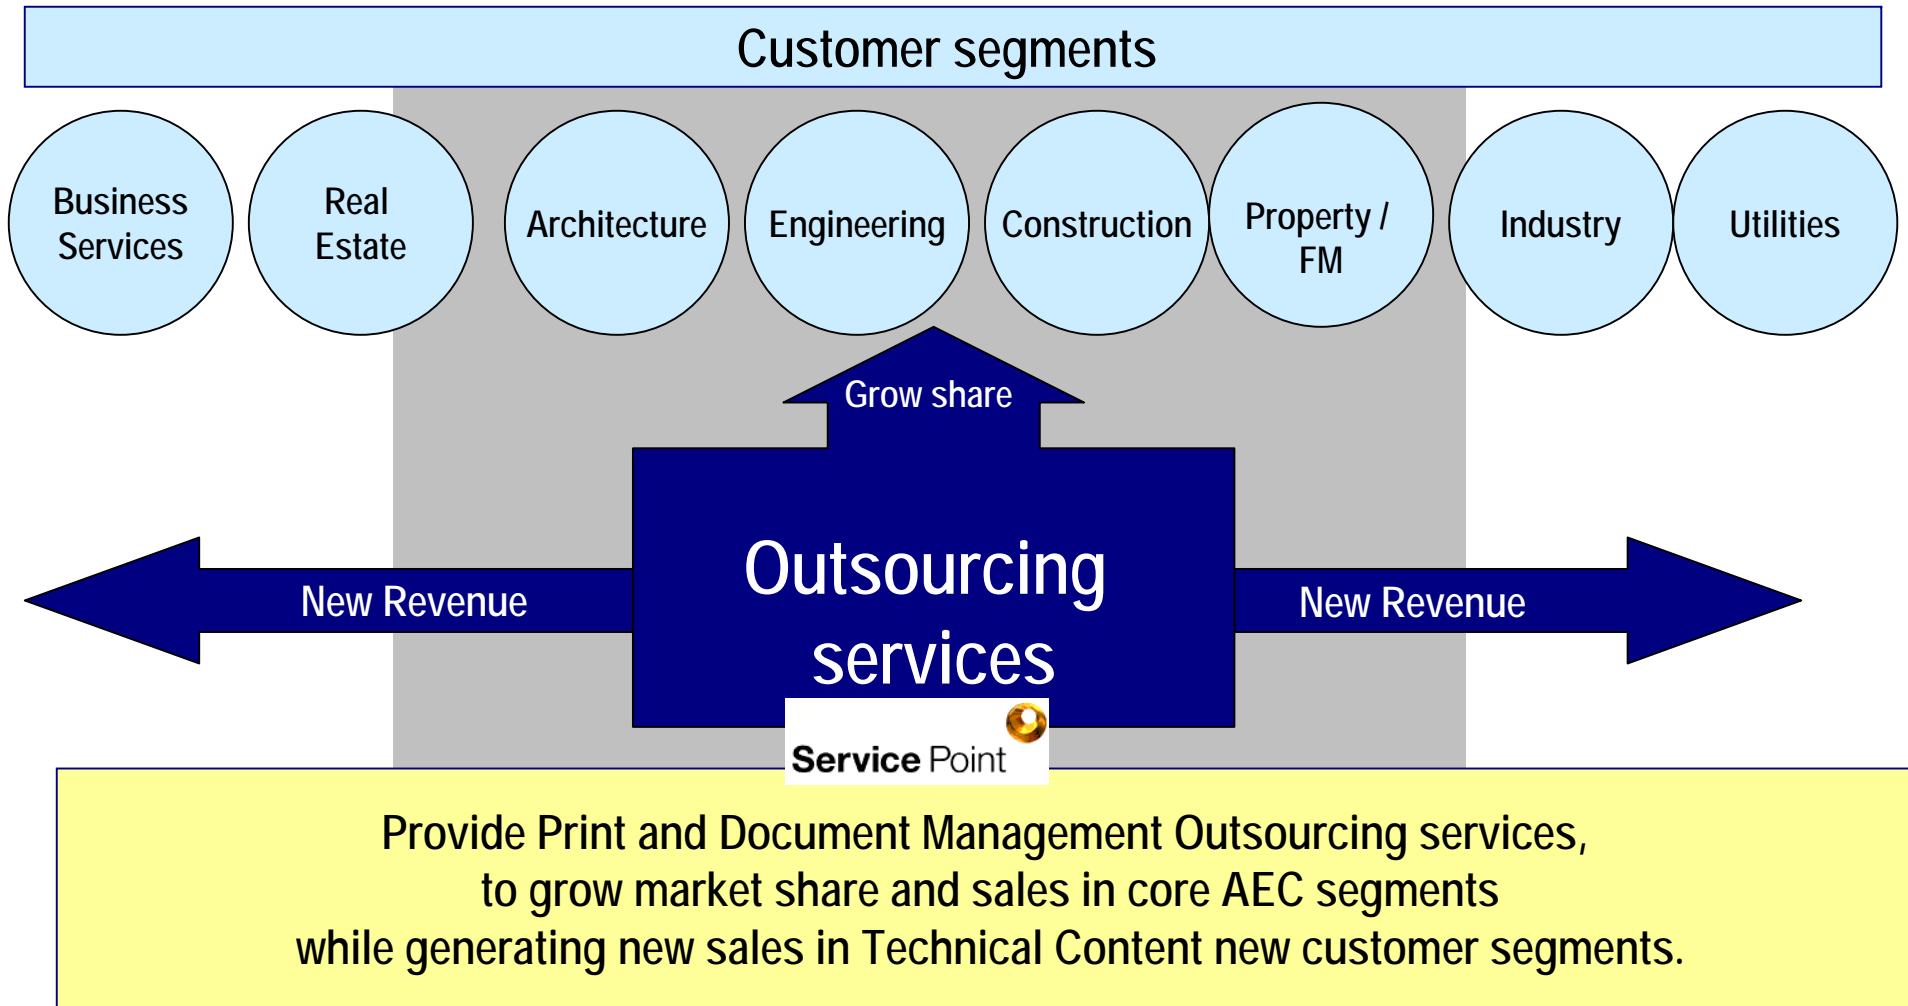 Customer segments
Business
Services
Real
Estate
Architecture
Engineering
Construction
Property /
FM
Industry
Utilities
Grow share
New Revenue
Outsourcing
services
New Revenue
Service Point
Provide Print and Document Management Outsourcing services,
to grow market share and sales in core AEC segments
while generating new sales in Technical Content new customer segments.